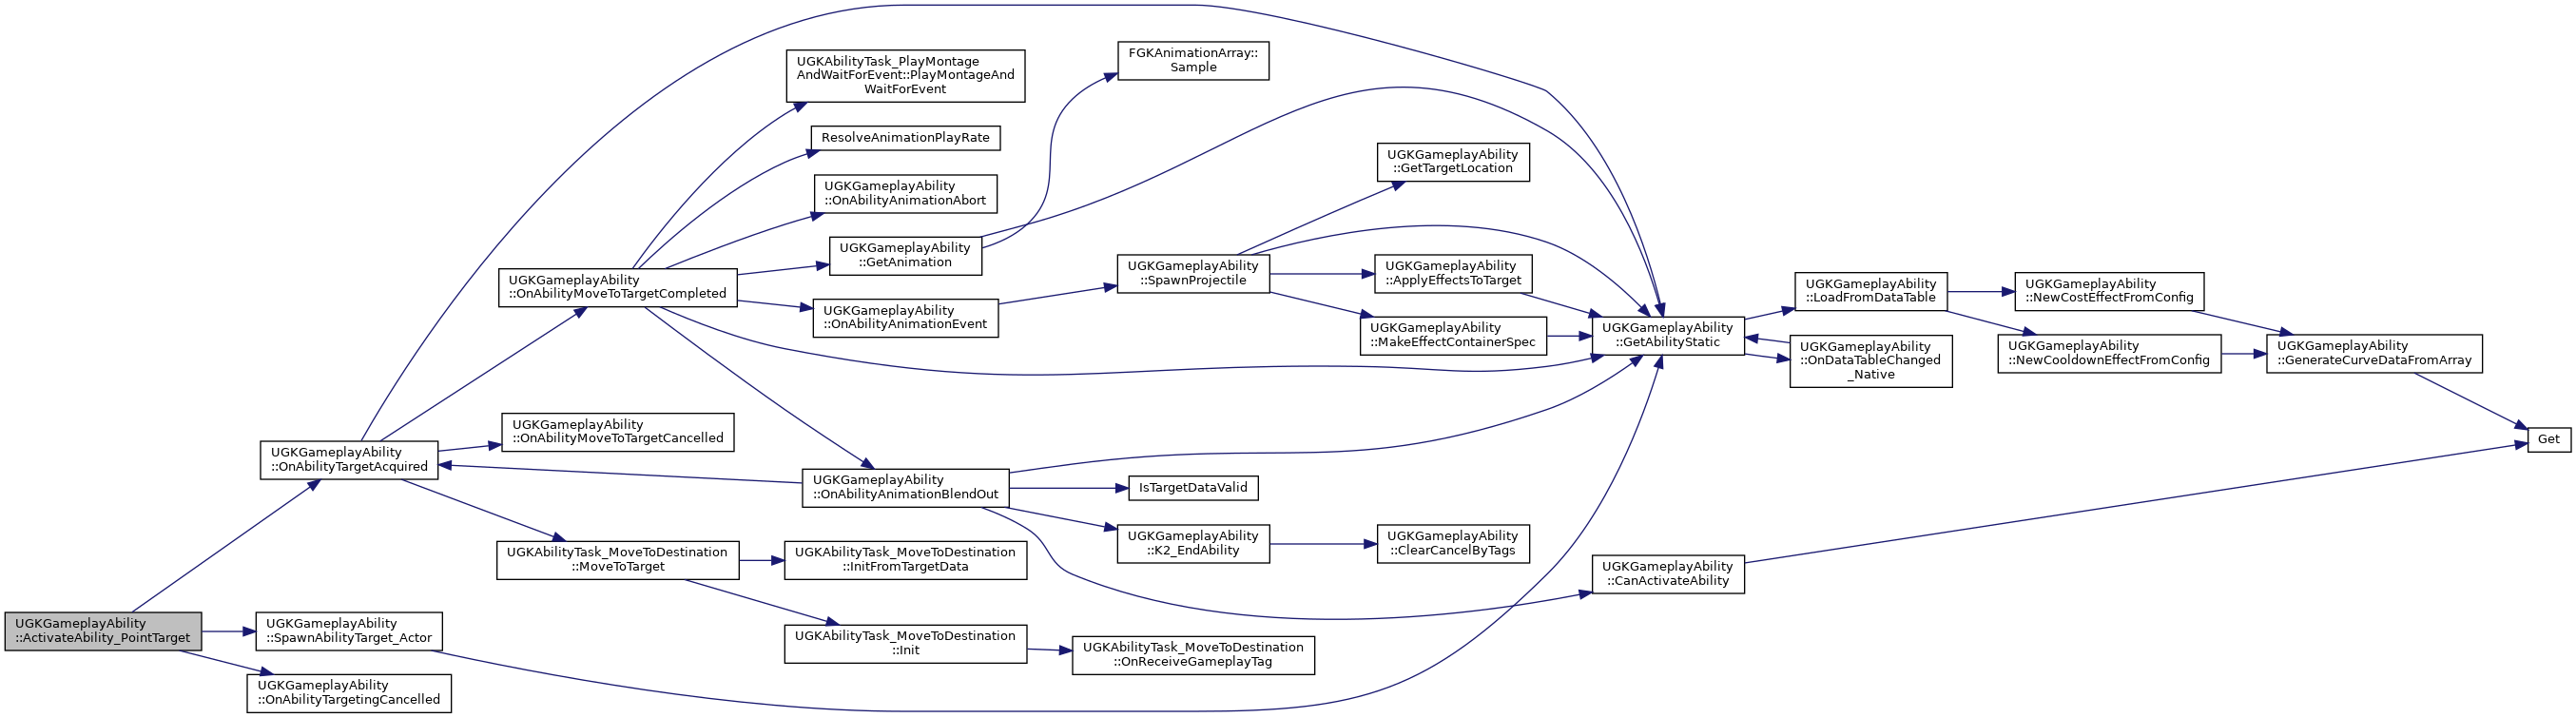 UGKGameplayAbility
::ActivateAbility_PointTarget
UGKGameplayAbility
::OnAbilityTargetAcquired
UGKGameplayAbility
::SpawnAbilityTarget_Actor
UGKGameplayAbility
::OnAbilityTargetingCancelled
UGKGameplayAbility
::OnAbilityMoveToTargetCompleted
UGKGameplayAbility
::OnAbilityMoveToTargetCancelled
UGKAbilityTask_MoveToDestination
::MoveToTarget
UGKAbilityTask_PlayMontage
AndWaitForEvent::PlayMontageAnd
WaitForEvent
ResolveAnimationPlayRate
UGKGameplayAbility
::OnAbilityAnimationAbort
UGKGameplayAbility
::GetAnimation
UGKGameplayAbility
::OnAbilityAnimationEvent
UGKGameplayAbility
::OnAbilityAnimationBlendOut
UGKAbilityTask_MoveToDestination
::InitFromTargetData
UGKAbilityTask_MoveToDestination
::Init
FGKAnimationArray::
Sample
UGKGameplayAbility
::SpawnProjectile
IsTargetDataValid
UGKGameplayAbility
::K2_EndAbility
UGKAbilityTask_MoveToDestination
::OnReceiveGameplayTag
UGKGameplayAbility
::GetTargetLocation
UGKGameplayAbility
::ApplyEffectsToTarget
UGKGameplayAbility
::MakeEffectContainerSpec
UGKGameplayAbility
::ClearCancelByTags
UGKGameplayAbility
::GetAbilityStatic
UGKGameplayAbility
::CanActivateAbility
UGKGameplayAbility
::LoadFromDataTable
UGKGameplayAbility
::OnDataTableChanged
_Native
UGKGameplayAbility
::NewCostEffectFromConfig
UGKGameplayAbility
::NewCooldownEffectFromConfig
UGKGameplayAbility
::GenerateCurveDataFromArray
Get